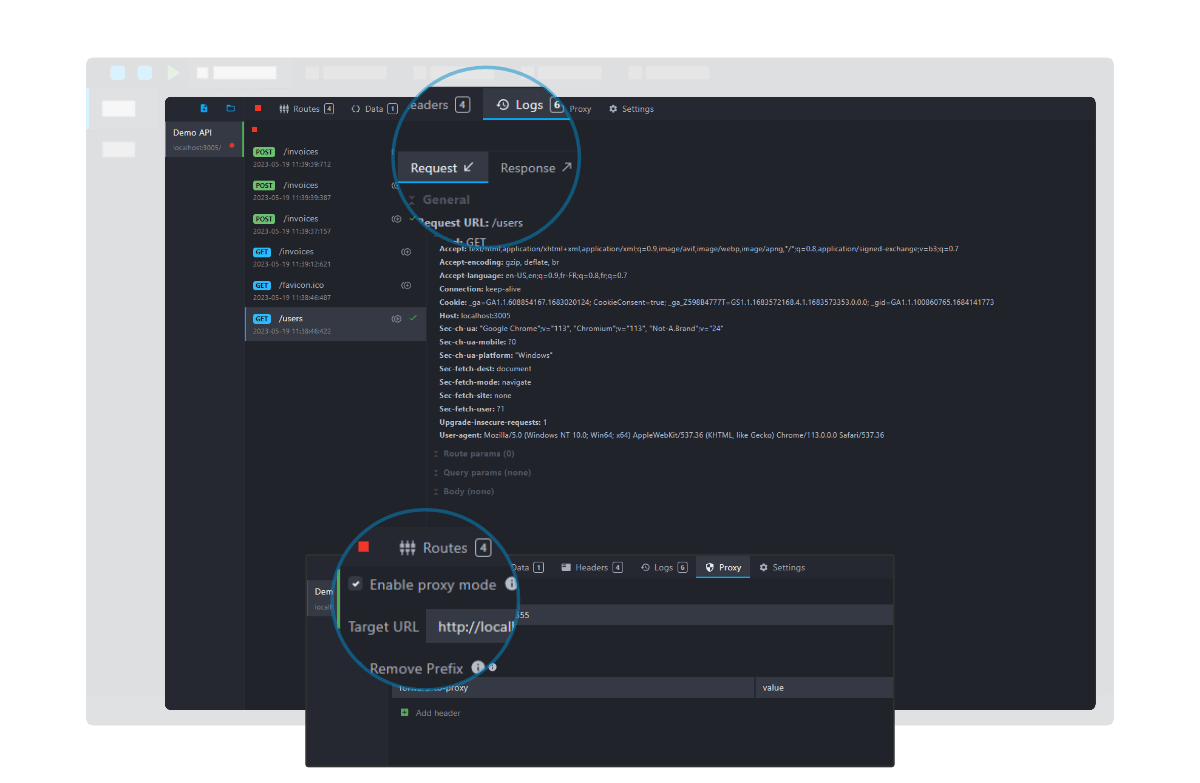 Routes 4
Data 1
eaders 4
Logs 6
Proxy
Settings
Demo API
localhost:3005/
POST /invoices
2023-05-19 11:39:39:712
POST /invoices
2023-05-19 11:39:39:387
POST /invoices
2023-05-19 11:39:37:157
GET /invoices
2023-05-19 11:39:12:621
GET /favicon.ico
2023-05-19 11:38:46:487
GET /users
2023-05-19 11:38:46:422
Request
Response
General
Request URL: /users
GET
Accept: text/html,application/xhtml+xml,application/xml;q=0.9,image/avif,image/webp,image/apng,*/*;q=0.8,application/signed-exchange;v=b3;q=0.7
Accept-encoding: gzip, deflate, br
Accept-language: en-US,en;q=0.9,fr-FR;q=0.8,fr;q=0.7
Connection: keep-alive
Cookie: _ga=GA1.1.608854167.1683020124; CookieConsent=true; _ga_Z598B4777T=GS1.1.1683572168.4.1.1683573353.0.0.0; _gid=GA1.1.100860765.1684141773
Host: localhost:3005
Sec-ch-ua: "Google Chrome";v="113", "Chromium";v="113", "Not-A.Brand";v="24"
Sec-ch-ua-mobile: ?0
Sec-ch-ua-platform: "Windows"
Sec-fetch-dest: document
Sec-fetch-mode: navigate
Sec-fetch-site: none
Sec-fetch-user: ?1
Upgrade-insecure-requests: 1
User-agent: Mozilla/5.0 (Windows NT 10.0; Win64; x64) AppleWebKit/537.36 (KHTML, like Gecko) Chrome/113.0.0.0 Safari/537.36
Route params (0)
Query params (none)
Body (none)
Routes 4
Data 1
Headers 4
Logs 6
Proxy
Settings
Enable proxy mode
Dem
local
Target URL http://locall
555
Remove Prefix
to-proxy
value
Add header